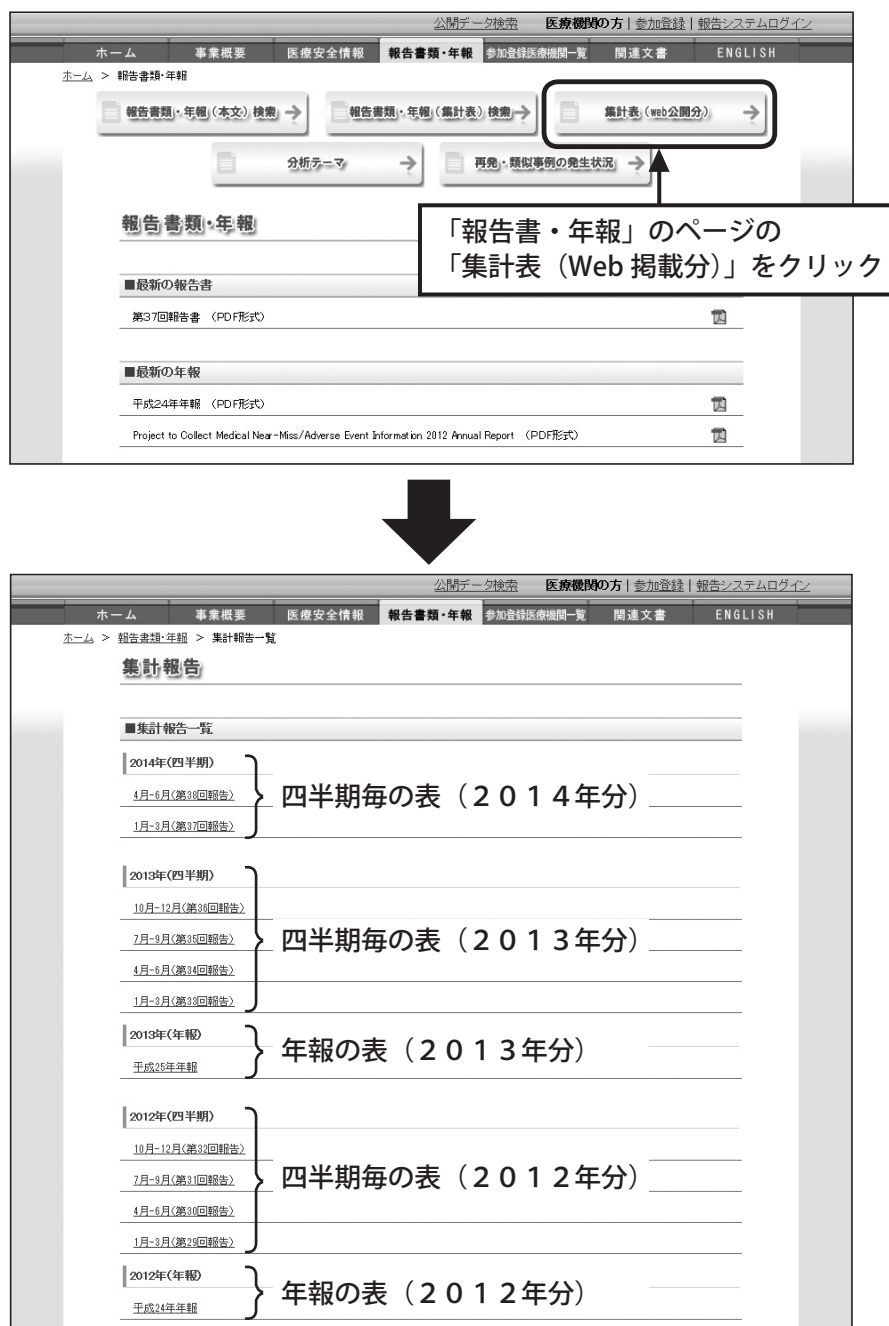 公開データ検索 医療機関の方 | 参加登録 | 報告システムログイン
ホーム 事業概要 医療安全情報 報告書類・年報 参加登録医療機関一覧 関連文書 ENGLISH
ホーム > 報告書類・年報
報告書類・年報(本文)検索 報告書類・年報(集計表)検索 集計表(web公開分)
分析テーマ 再発・類似事例の発生状況
報告書類・年報
「報告書・年報」のページの
「集計表(Web 掲載分)」をクリック
■最新の報告書
第37回報告書 (PDF形式)
■最新の年報
平成24年年報 (PDF形式)
Project to Collect Medical Near-Miss/Adverse Event Information 2012 Annual Report (PDF形式)
公開データ検索 医療機関の方 | 参加登録 | 報告システムログイン
ホーム 事業概要 医療安全情報 報告書類・年報 参加登録医療機関一覧 関連文書 ENGLISH
ホーム > 報告書類・年報 > 集計報告一覧
集計報告
■集計報告一覧
2014年(四半期)
4月-6月(第38回報告)
1月-3月(第37回報告)
四半期毎の表(2014年分)
2013年(四半期)
10月-12月(第36回報告)
7月-9月(第35回報告)
4月-6月(第34回報告)
1月-3月(第33回報告)
四半期毎の表(2013年分)
2013年(年報)
平成25年年報
年報の表(2013年分)
2012年(四半期)
10月-12月(第32回報告)
7月-9月(第31回報告)
4月-6月(第30回報告)
1月-3月(第29回報告)
四半期毎の表(2012年分)
2012年(年報)
平成24年年報
年報の表(2012年分)